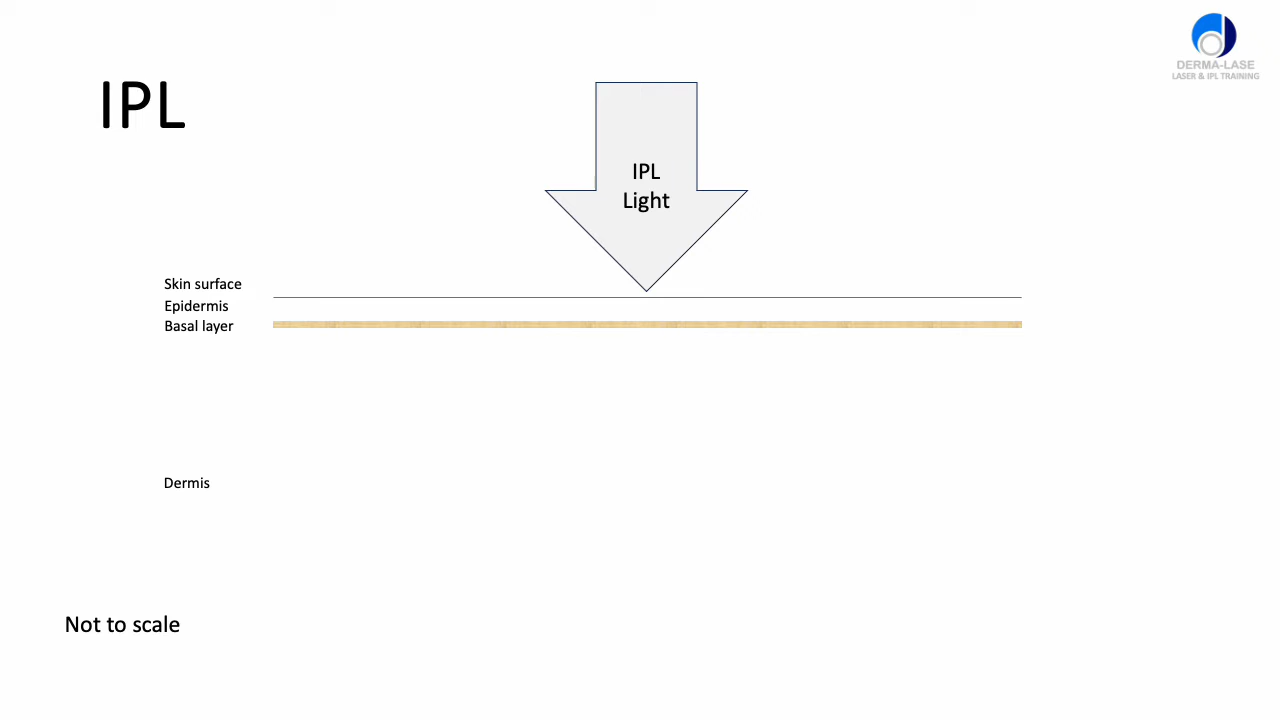 DERMA-LASE
LASER & IPL TRAINING
IPL
IPL
Light
Skin surface
Epidermis
Basal layer
Dermis
Not to scale